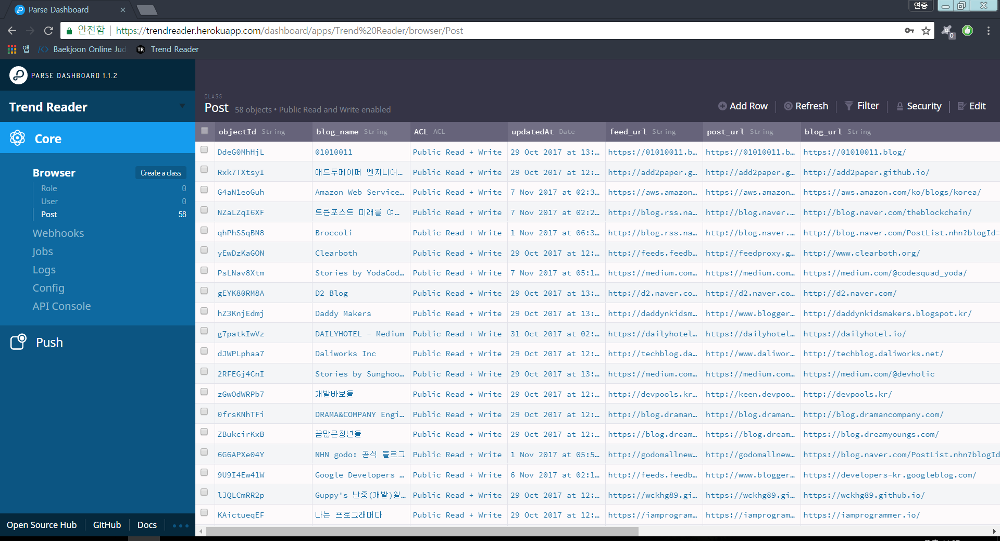 Parse Dashboard
연종
안전함 https://trendreader.herokuapp.com/dashboard/apps/Trend%20Reader/browser/Post
0
앱 Baekjoon Online Jud TR Trend Reader
PARSE DASHBOARD 1.1.2
Trend Reader
Core
Browser Create a class
Role 0
User 0
Post 58
Webhooks
Jobs
Logs
Config
API Console
Push
Open Source Hub GitHub Docs
CLASS
Post 58 objects • Public Read and Write enabled
Add Row Refresh Filter Security Edit
objectId String blog_name String ACL ACL updatedAt Date feed_url String post_url String blog_url String
DdeG0MhHjL 01010011 Public Read + Write 29 Oct 2017 at 13:… https://01010011.b… https://01010011.b… https://01010011.blog/
Rxk7TXtsyI 애드투페이퍼 엔지니어… Public Read + Write 29 Oct 2017 at 12:… http://add2paper.g… http://add2paper.g… http://add2paper.github.io/
G4aN1eoGuh Amazon Web Service… Public Read + Write 7 Nov 2017 at 02:3… https://aws.amazon… https://aws.amazon… https://aws.amazon.com/ko/blogs/korea/
NZaLZqI6XF 토큰포스트 미래를 여… Public Read + Write 7 Nov 2017 at 02:2… http://blog.rss.na… http://blog.naver.… http://blog.naver.com/theblockchain/
qhPhSSqBN8 Broccoli Public Read + Write 1 Nov 2017 at 06:3… http://blog.rss.na… http://blog.naver.… http://blog.naver.com/PostList.nhn?blogId=
yEwDzKaGON Clearboth Public Read + Write 29 Oct 2017 at 12:… http://feeds.feedb… http://feedproxy.g… http://www.clearboth.org/
PsLNav8Xtm Stories by YodaCod… Public Read + Write 7 Nov 2017 at 05:1… https://medium.com… https://medium.com… https://medium.com/@codesquad_yoda/
gEYK80RM8A D2 Blog Public Read + Write 29 Oct 2017 at 13:… http://d2.naver.co… http://d2.naver.co… http://d2.naver.com/
hZ3KnjEdmj Daddy Makers Public Read + Write 29 Oct 2017 at 13:… http://daddynkidsm… http://www.blogger… http://daddynkidsmakers.blogspot.kr/
g7patkIwVz DAILYHOTEL - Medium Public Read + Write 31 Oct 2017 at 02:… https://dailyhotel… https://dailyhotel… https://dailyhotel.io/
dJWPLphaa7 Daliworks Inc Public Read + Write 29 Oct 2017 at 12:… http://techblog.da… http://www.daliwor… http://techblog.daliworks.net/
2RFEGj4CnI Stories by Sunghoo… Public Read + Write 29 Oct 2017 at 13:… https://medium.com… https://medium.com… https://medium.com/@devholic
zGwOdWRPb7 개발바보들 Public Read + Write 29 Oct 2017 at 12:… http://devpools.kr… http://keen.devpoo… http://devpools.kr/
0frsKNhTFi DRAMA&COMPANY Engi… Public Read + Write 29 Oct 2017 at 12:… http://blog.draman… http://blog.draman… http://blog.dramancompany.com/
ZBukcirKxB 꿈많은청년들 Public Read + Write 29 Oct 2017 at 12:… https://blog.dream… https://blog.dream… https://blog.dreamyoungs.com/
6G6APXe04Y NHN godo: 공식 블로그 Public Read + Write 1 Nov 2017 at 05:5… http://godomallnew… http://godomallnew… https://blog.naver.com/PostList.nhn?blogId
9U9I4Ew41W Google Developers … Public Read + Write 6 Nov 2017 at 02:1… http://feeds.feedb… http://www.blogger… https://developers-kr.googleblog.com/
lJQLCmRR2p Guppy's 난중(개발)일… Public Read + Write 29 Oct 2017 at 12:… https://wckhg89.gi… https://wckhg89.gi… https://wckhg89.github.io/
KAictueqEF 나는 프로그래머다 Public Read + Write 29 Oct 2017 at 12:… https://iamprogram… https://iamprogram… https://iamprogrammer.io/